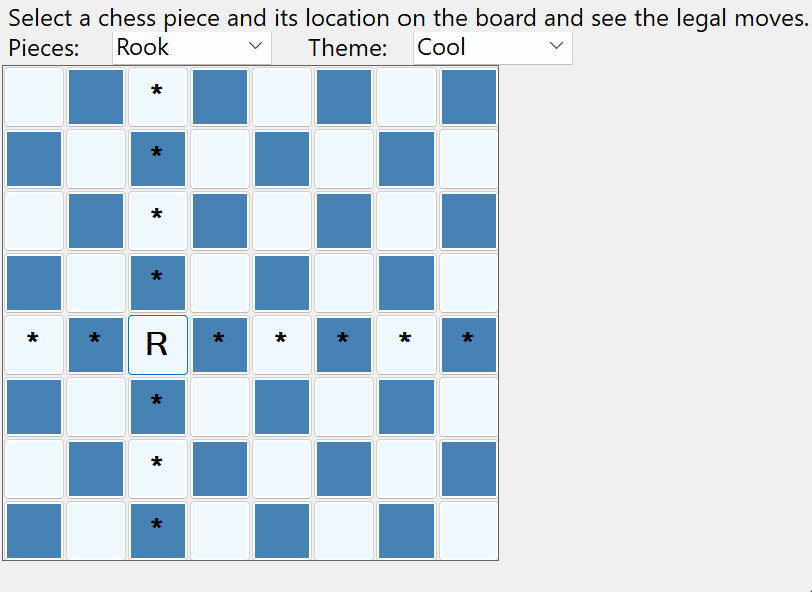 Select a chess piece and its location on the board and see the legal moves.
Pieces: Rook Theme: Cool
*
*
*
*
* * R * * * * *
*
*
*